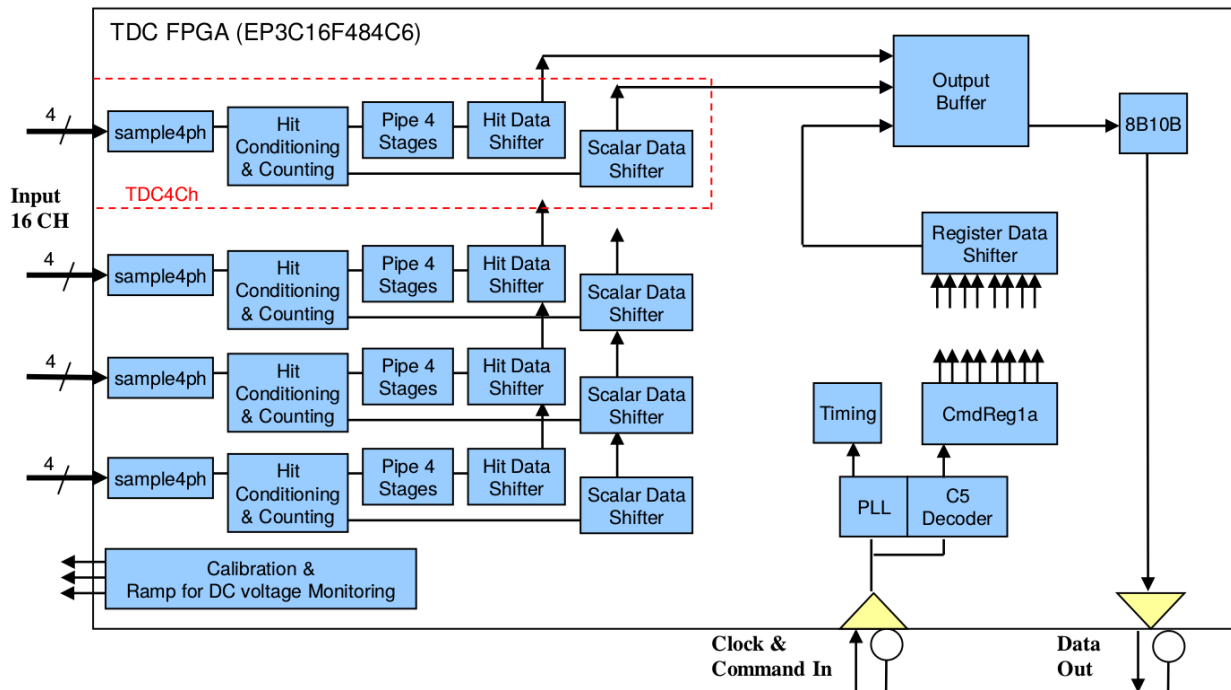 TDC FPGA (EP3C16F484C6)
4
sample4ph
Hit
Conditioning
& Counting
Pipe 4
Stages
Hit Data
Shifter
Scalar Data
Shifter
TDC4Ch
Output
Buffer
8B10B
Input
16 CH
4
sample4ph
Hit
Conditioning
& Counting
Pipe 4
Stages
Hit Data
Shifter
Scalar Data
Shifter
Register Data
Shifter
4
sample4ph
Hit
Conditioning
& Counting
Pipe 4
Stages
Hit Data
Shifter
Scalar Data
Shifter
Timing
CmdReg1a
4
sample4ph
Hit
Conditioning
& Counting
Pipe 4
Stages
Hit Data
Shifter
Scalar Data
Shifter
PLL
C5
Decoder
Calibration &
Ramp for DC voltage Monitoring
Clock &
Command In
Data
Out